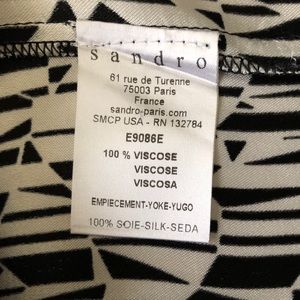 sandro
61 rue de Turenne
75003 Paris
France
sandro-paris.com
SMCP USA - RN 132784
E9086E
100 % VISCOSE
VISCOSE
VISCOSA
EMPIECEMENT-YOKE-YUGO
100% SOIE-SILK-SEDA